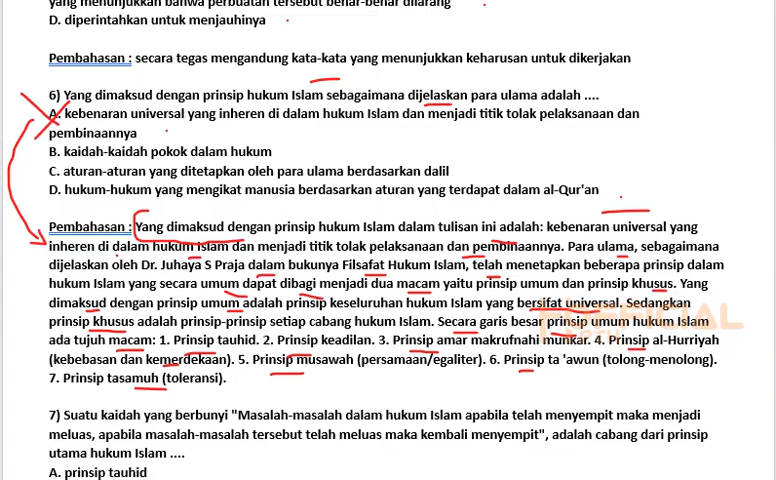 yang menunjukkan bahwa perbuatan tersebut benar-benar dilarang
D. diperintahkan untuk menjauhinya
Pembahasan : secara tegas mengandung kata-kata yang menunjukkan keharusan untuk dikerjakan
6) Yang dimaksud dengan prinsip hukum Islam sebagaimana dijelaskan para ulama adalah ....
A. kebenaran universal yang inheren di dalam hukum Islam dan menjadi titik tolak pelaksanaan dan
pembinaannya
B. kaidah-kaidah pokok dalam hukum
C. aturan-aturan yang ditetapkan oleh para ulama berdasarkan dalil
D. hukum-hukum yang mengikat manusia berdasarkan aturan yang terdapat dalam al-Qur'an
Pembahasan : Yang dimaksud dengan prinsip hukum Islam dalam tulisan ini adalah: kebenaran universal yang
inheren di dalam hukum Islam dan menjadi titik tolak pelaksanaan dan pembinaannya. Para ulama, sebagaimana
dijelaskan oleh Dr. Juhaya S Praja dalam bukunya Filsafat Hukum Islam, telah menetapkan beberapa prinsip dalam
hukum Islam yang secara umum dapat dibagi menjadi dua macam yaitu prinsip umum dan prinsip khusus. Yang
dimaksud dengan prinsip umum adalah prinsip keseluruhan hukum Islam yang bersifat universal. Sedangkan
prinsip khusus adalah prinsip-prinsip setiap cabang hukum Islam. Secara garis besar prinsip umum hukum Islam
ada tujuh macam: 1. Prinsip tauhid. 2. Prinsip keadilan. 3. Prinsip amar makrufnahi munkar. 4. Prinsip al-Hurriyah
(kebebasan dan kemerdekaan). 5. Prinsip musawah (persamaan/egaliter). 6. Prinsip ta 'awun (tolong-menolong).
7. Prinsip tasamuh (toleransi).
7) Suatu kaidah yang berbunyi "Masalah-masalah dalam hukum Islam apabila telah menyempit maka menjadi
meluas, apabila masalah-masalah tersebut telah meluas maka kembali menyempit", adalah cabang dari prinsip
utama hukum Islam ....
A. prinsip tauhid